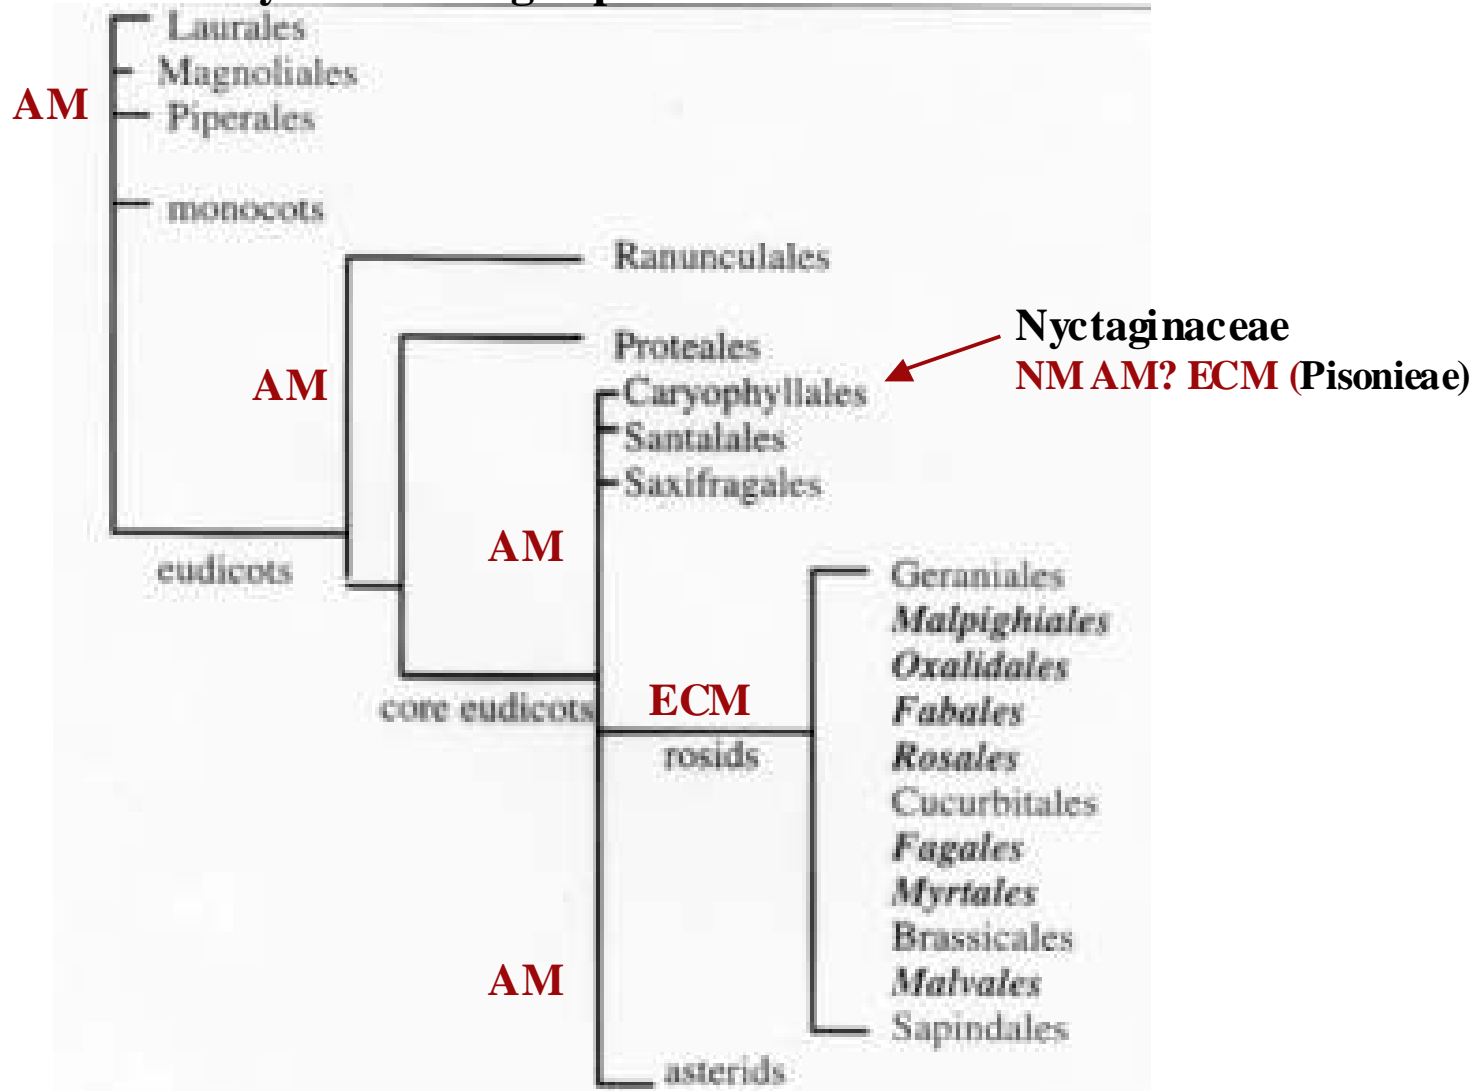 Laurales
Magnoliales
AM
Piperales
monocots
Ranunculales
Nyctaginaceae
Proteales
NM AM? ECM (Pisonieae)
AM
Caryophyllales
Santalales
Saxifragales
AM
eudicots
Geraniales
Malpighiales
Oxalidales
ECM
core eudicots
Fabales
rosids
Rosales
Cucurbitales
Fagales
Myrtales
Brassicales
AM
Malvales
Sapindales
asterids